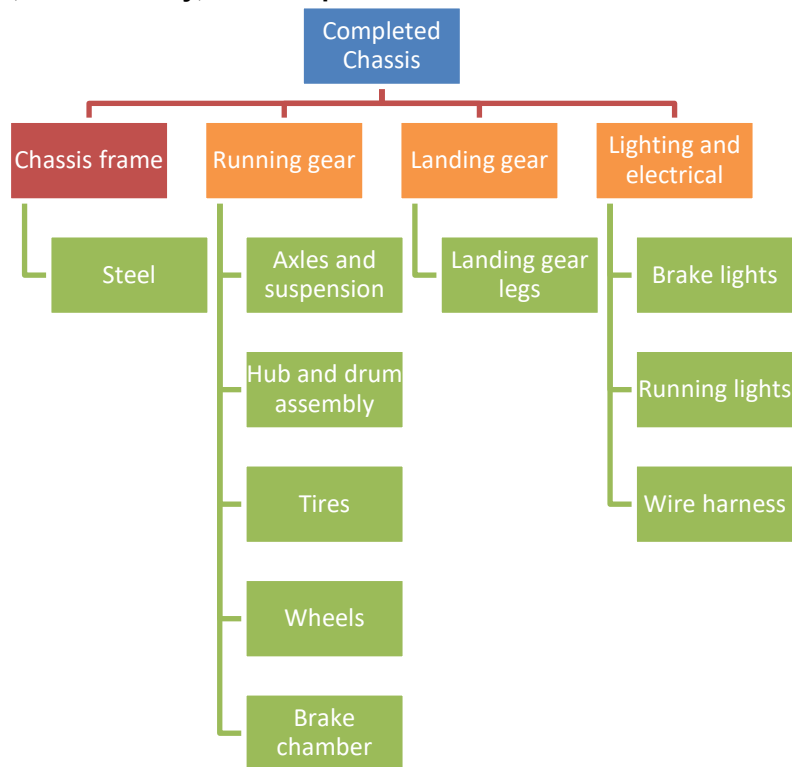 Completed
Chassis
Chassis frame
Running gear
Landing gear
Lighting and
electrical
Steel
Axles and
suspension
Landing gear
legs
Brake lights
Hub and drum
assembly
Running lights
Tires
Wire harness
Wheels
Brake
chamber